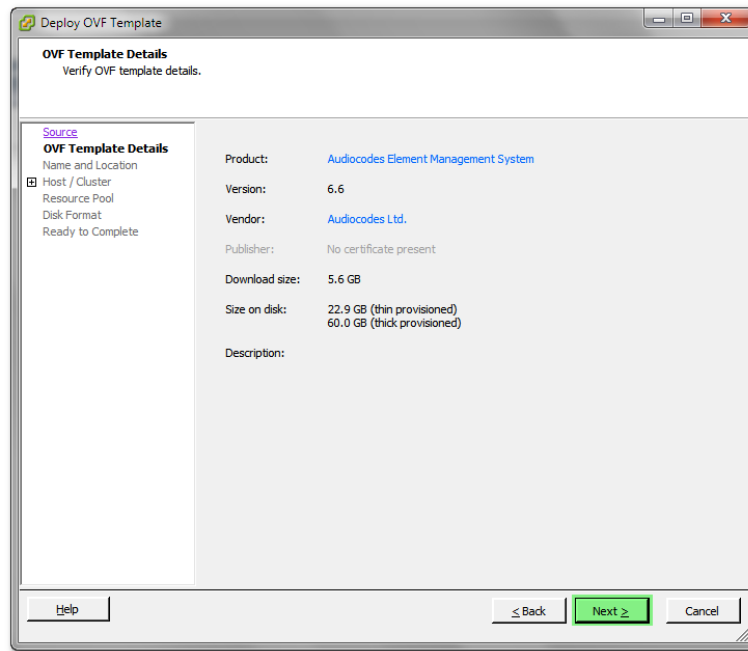 Deploy OVF Template
OVF Template Details
Verify OVF template details.
Source
OVF Template Details
Name and Location
Host / Cluster
Resource Pool
Disk Format
Ready to Complete
Product: Audiocodes Element Management System
Version: 6.6
Vendor: Audiocodes Ltd.
Publisher: No certificate present
Download size: 5.6 GB
Size on disk: 22.9 GB (thin provisioned)
60.0 GB (thick provisioned)
Description:
Help
< Back
Next >
Cancel